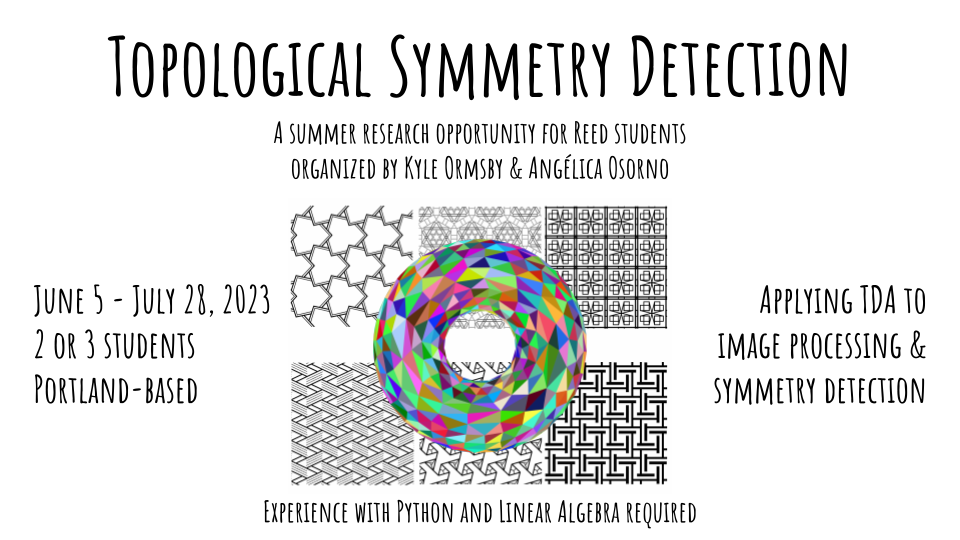 Topological Symmetry Detection
A summer research opportunity for Reed students
organized by Kyle Ormsby & Angélica Osorno
June 5 - July 28, 2023
2 or 3 students
Portland-based
Applying TDA to
image processing &
symmetry detection
Experience with Python and Linear Algebra required